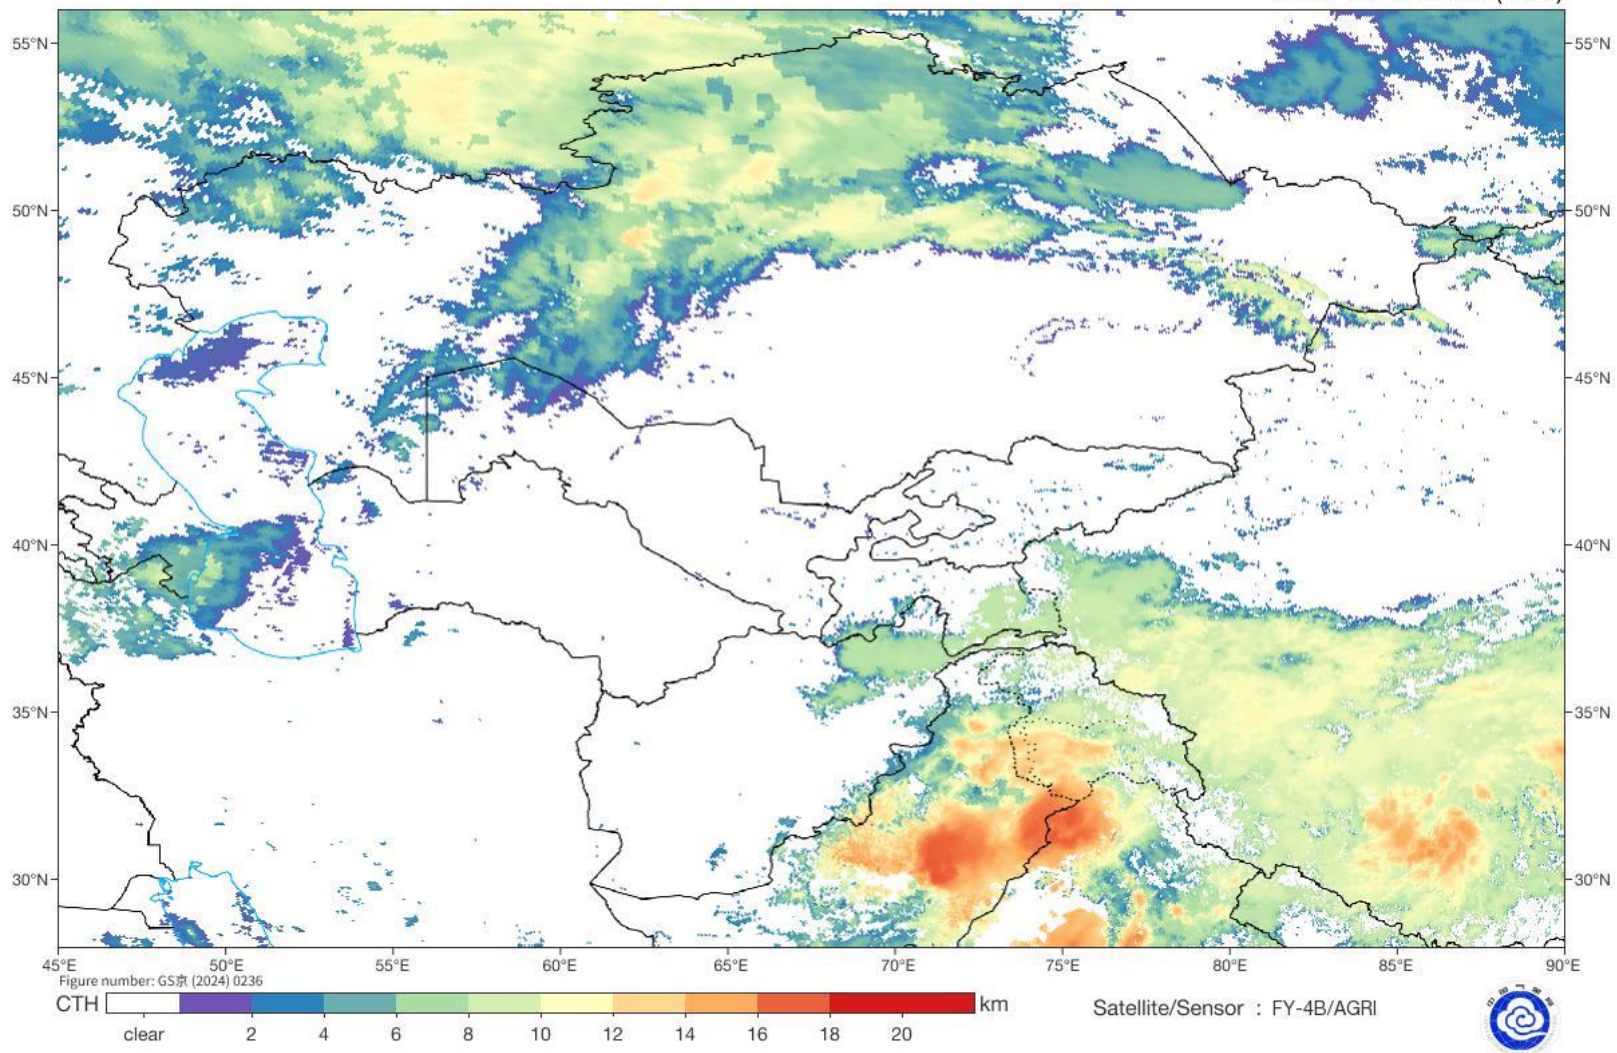 55°N
55°N
50°N
50°N
45°N
45°N
40°N
40°N
35°N
35°N
30°N
30°N
45°E
50°E
55°E
60°E
65°E
70°E
75°E
80°E
85°E
90°E
Figure number: GS京 (2024) 0236
CTH
km
clear
2
4
6
8
10
12
14
16
18
20
Satellite/Sensor : FY-4B/AGRI